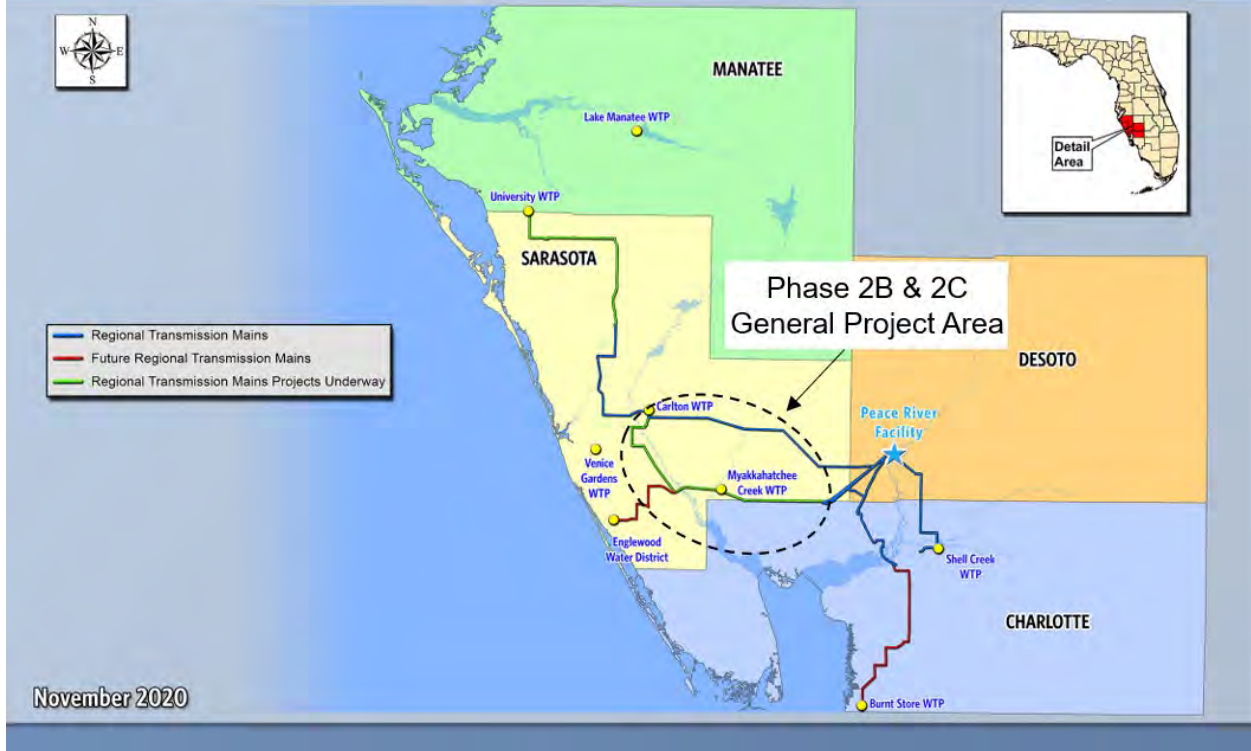 N
W E
S
MANATEE
Lake Manatee WTP
Detail
Area
University WTP
SARASOTA
Phase 2B & 2C
General Project Area
Regional Transmission Mains
Future Regional Transmission Mains
Regional Transmission Mains Projects Underway
DESOTO
Carlton WTP
Peace River
Facility
Venice
Gardens
WTP
Myakkahatchee
Creek WTP
Englewood
Water District
Shell Creek
WTP
CHARLOTTE
November 2020
Burnt Store WTP